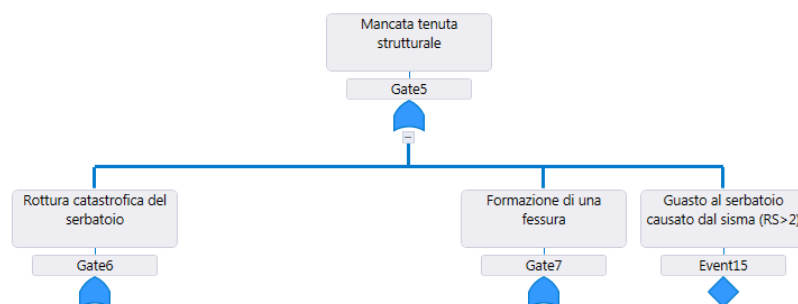 Mancata tenuta
strutturale
Gate5
Rottura catastrofica del
serbatoio
Gate6
Formazione di una
fessura
Gate7
Guasto al serbatoio
causato dal sisma (RS>2)
Event15